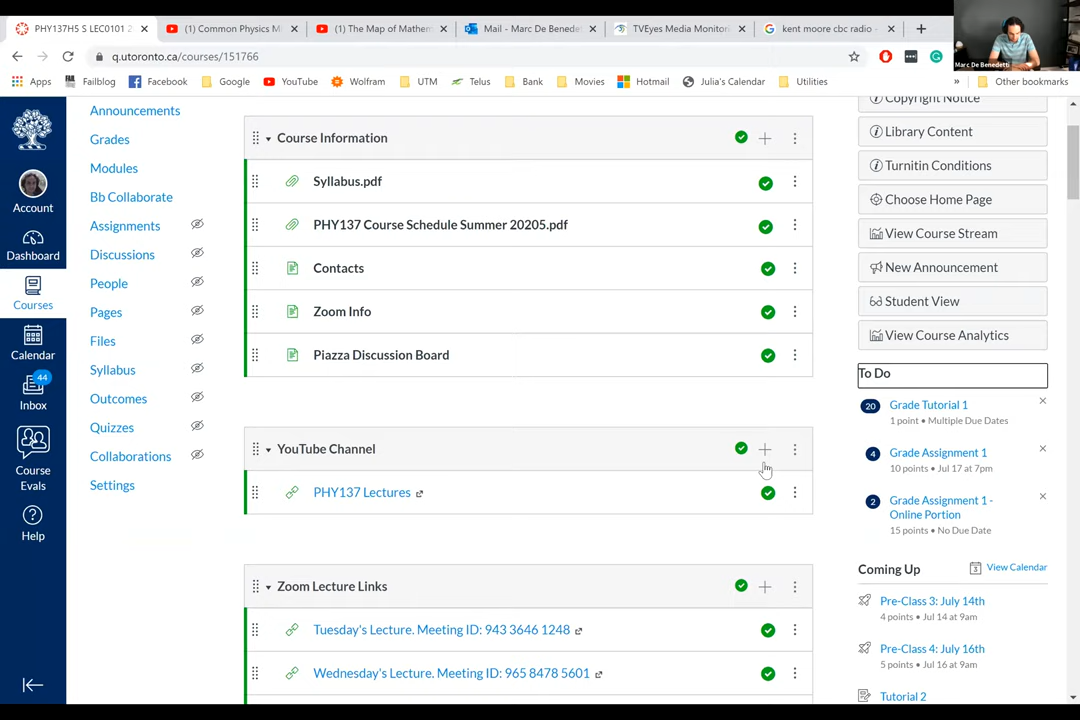 PHY137H5 S LEC0101 2
(1) Common Physics Mi
(1) The Map of Mathem
Mail - Marc De Benedett
TVEyes Media Monitori
kent moore cbc radio
q.utoronto.ca/courses/151766
Marc De Benedetti
Apps
Failblog
Facebook
Google
YouTube
Wolfram
UTM
Telus
Bank
Movies
Hotmail
Julia's Calendar
Utilities
»
Other bookmarks
Account
Dashboard
Courses
Calendar
44
Inbox
Course
Evals
Help
Announcements
Grades
Modules
Bb Collaborate
Assignments
Discussions
People
Pages
Files
Syllabus
Outcomes
Quizzes
Collaborations
Settings
Course Information
Syllabus.pdf
PHY137 Course Schedule Summer 20205.pdf
Contacts
Zoom Info
Piazza Discussion Board
YouTube Channel
PHY137 Lectures
Zoom Lecture Links
Tuesday's Lecture. Meeting ID: 943 3646 1248
Wednesday's Lecture. Meeting ID: 965 8478 5601
Copyright Notice
Library Content
Turnitin Conditions
Choose Home Page
View Course Stream
New Announcement
Student View
View Course Analytics
To Do
20 Grade Tutorial 1
1 point • Multiple Due Dates
4 Grade Assignment 1
10 points • Jul 17 at 7pm
2 Grade Assignment 1 -
Online Portion
15 points • No Due Date
Coming Up
3 View Calendar
Pre-Class 3: July 14th
4 points • Jul 14 at 9am
Pre-Class 4: July 16th
5 points • Jul 16 at 9am
Tutorial 2